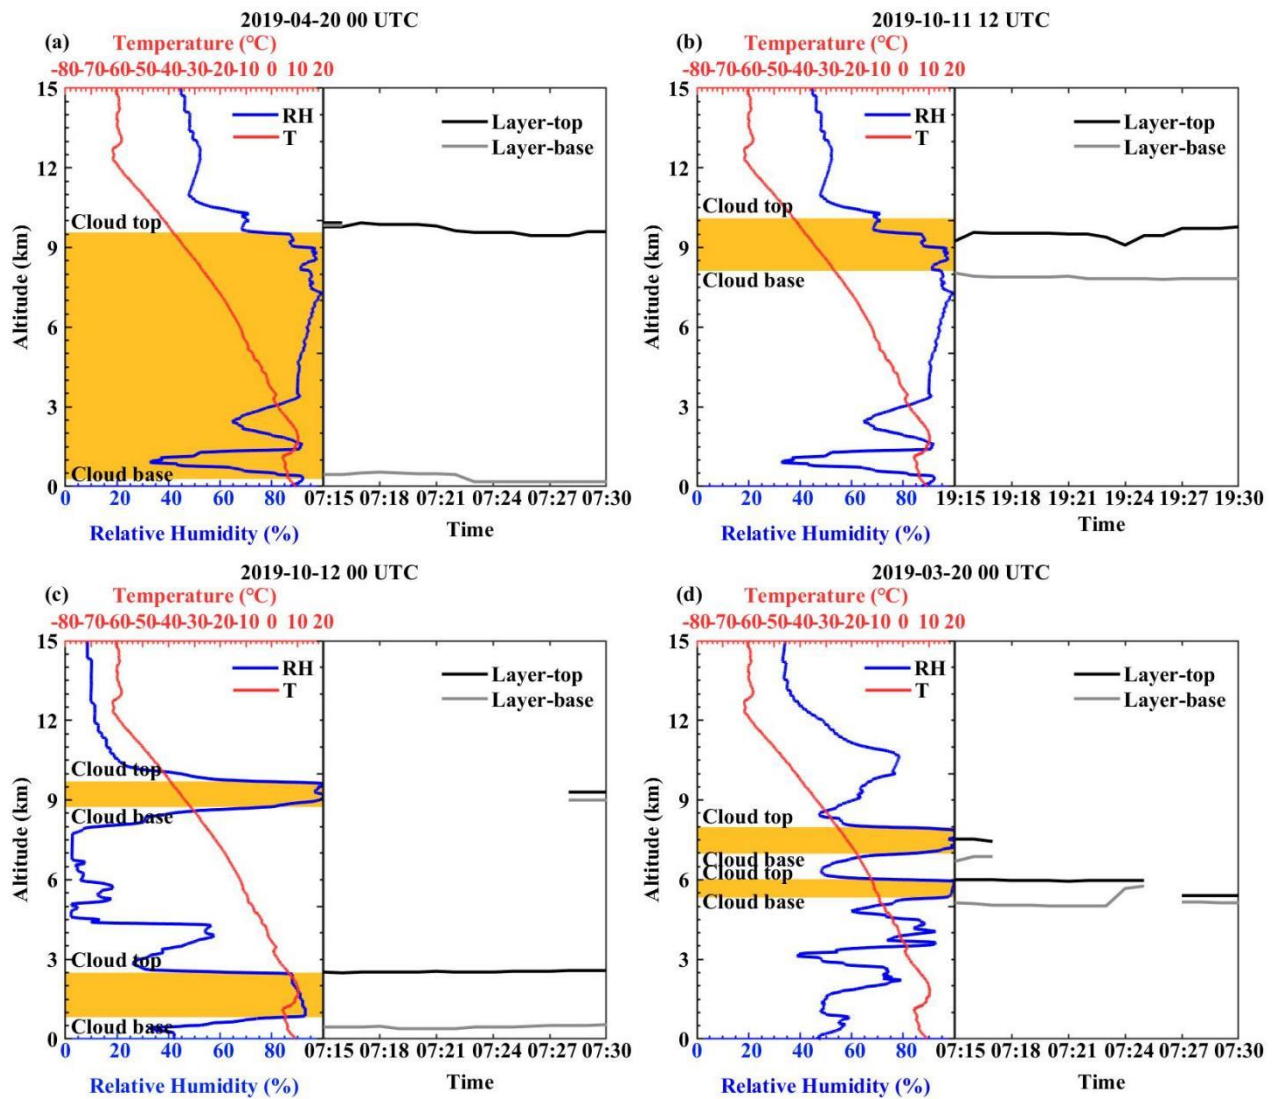 2019-04-20 00 UTC
(a)
Temperature (°C)
-80-70-60-50-40-30-20-10 0 10 20
15
12
9
6
3
0
Altitude (km)
RH
T
Layer-top
Layer-base
Cloud top
Cloud base
0 20 40 60 80
07:15 07:18 07:21 07:24 07:27 07:30
Relative Humidity (%)
Time
2019-10-11 12 UTC
(b)
Temperature (°C)
-80-70-60-50-40-30-20-10 0 10 20
15
12
9
6
3
0
Altitude (km)
RH
T
Layer-top
Layer-base
Cloud top
Cloud base
0 20 40 60 80
19:15 19:18 19:21 19:24 19:27 19:30
Relative Humidity (%)
Time
2019-10-12 00 UTC
(c)
Temperature (°C)
-80-70-60-50-40-30-20-10 0 10 20
15
12
9
6
3
0
Altitude (km)
RH
T
Layer-top
Layer-base
Cloud top
Cloud base
Cloud top
Cloud base
0 20 40 60 80
07:15 07:18 07:21 07:24 07:27 07:30
Relative Humidity (%)
Time
2019-03-20 00 UTC
(d)
Temperature (°C)
-80-70-60-50-40-30-20-10 0 10 20
15
12
9
6
3
0
Altitude (km)
RH
T
Layer-top
Layer-base
Cloud top
Cloud base
Cloud top
Cloud base
0 20 40 60 80
07:15 07:18 07:21 07:24 07:27 07:30
Relative Humidity (%)
Time